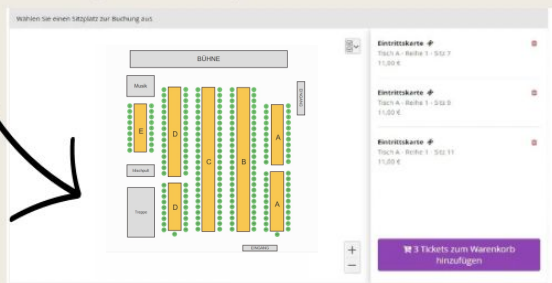 Wählen Sie einen Sitzplatz zur Buchung aus.
BÜHNE
Musik
EINGANG
E
D
C
B
A
Hochpult
D
A
EINGANG
+
−
Eintrittskarte
Tisch A - Reihe 1 - Sitz 7
11,00 €
Eintrittskarte
Tisch A - Reihe 1 - Sitz 9
11,00 €
Eintrittskarte
Tisch A - Reihe 1 - Sitz 11
11,00 €
3 Tickets zum Warenkorb
hinzufügen